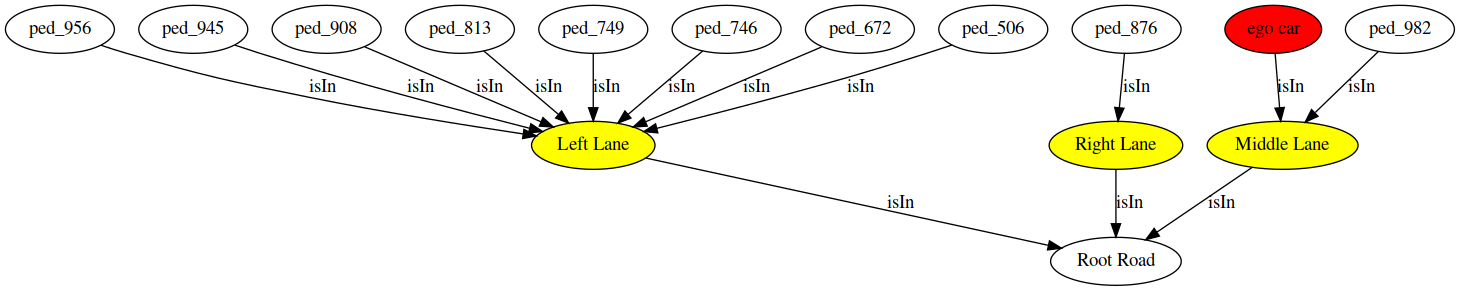 ped_956 ped_945 ped_908 ped_813 ped_749 ped_746 ped_672 ped_506 ped_876 ego car ped_982
isIn isIn isIn isIn isIn isIn isIn isIn isIn isIn isIn
Left Lane Right Lane Middle Lane
isIn isIn isIn
Root Road